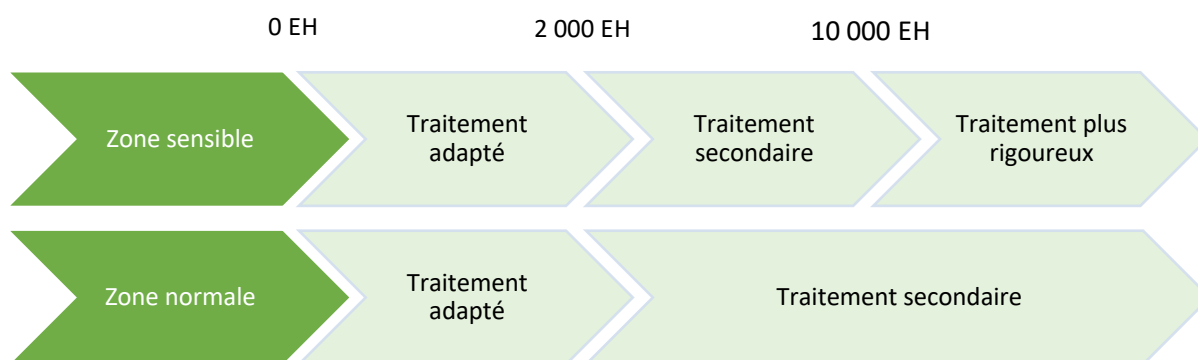 0 EH
2 000 EH
10 000 EH
Zone sensible
Traitement
adapté
Traitement
secondaire
Traitement plus
rigoureux
Zone normale
Traitement
adapté
Traitement secondaire